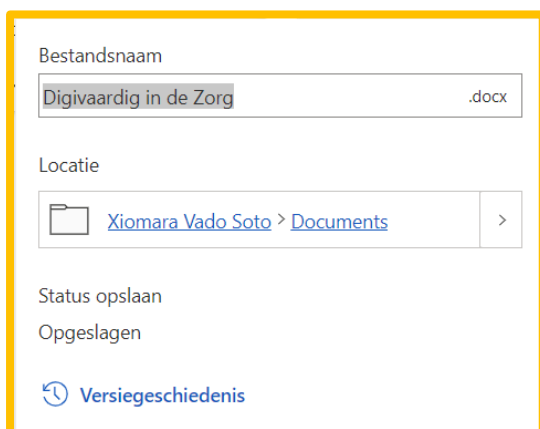 Bestandsnaam
Digivaardig in de Zorg .docx
Locatie
Xiomara Vado Soto > Documents >
Status opslaan
Opgeslagen
Versiegeschiedenis